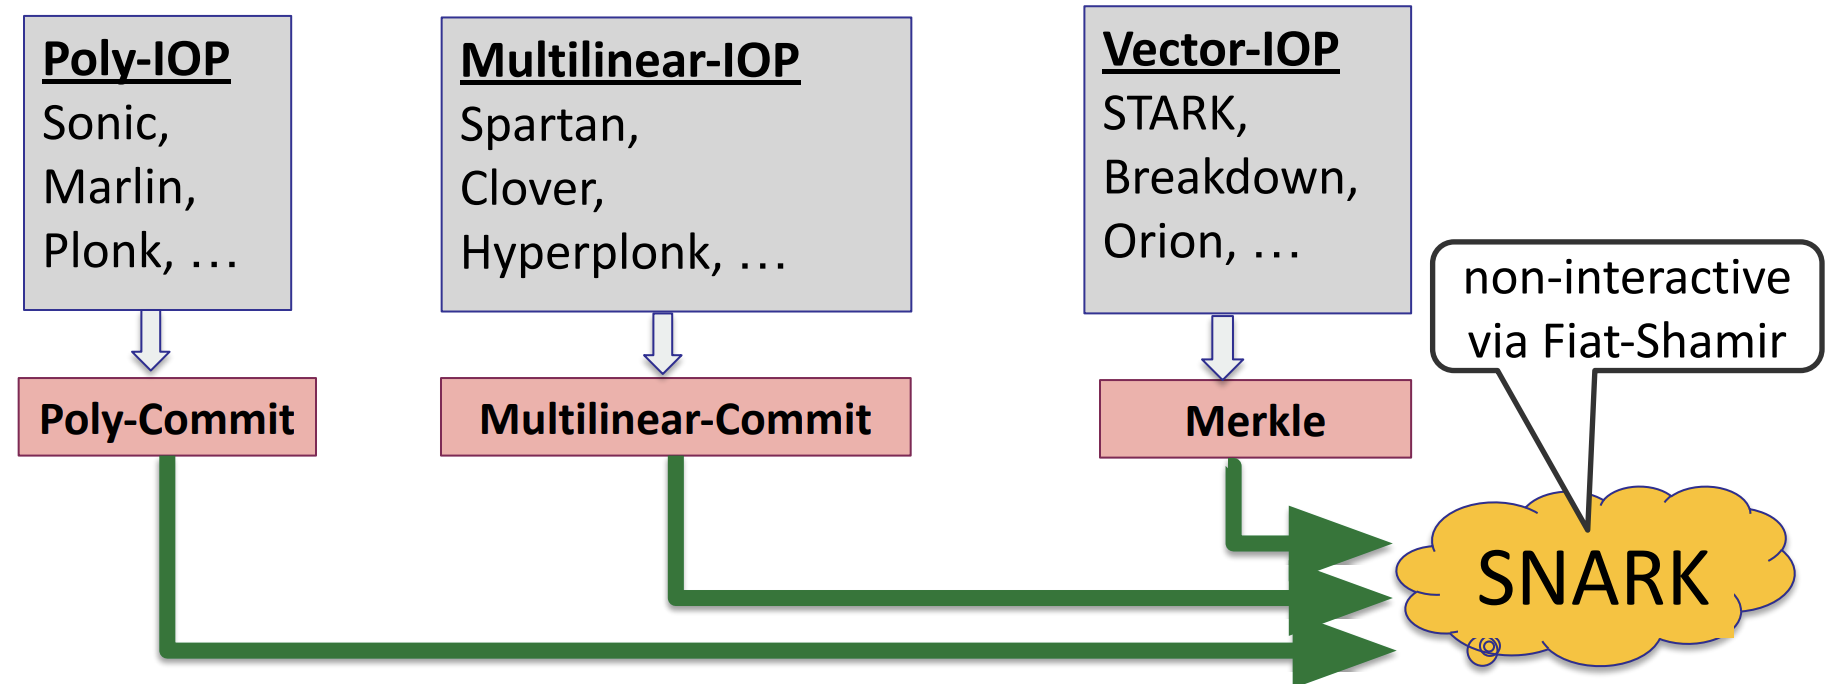 Poly-IOP
Sonic,
Marlin,
Plonk, ...
Multilinear-IOP
Spartan,
Clover,
Hyperplonk, ...
Vector-IOP
STARK,
Breakdown,
Orion, ...
non-interactive
via Fiat-Shamir
Poly-Commit
Multilinear-Commit
Merkle
SNARK